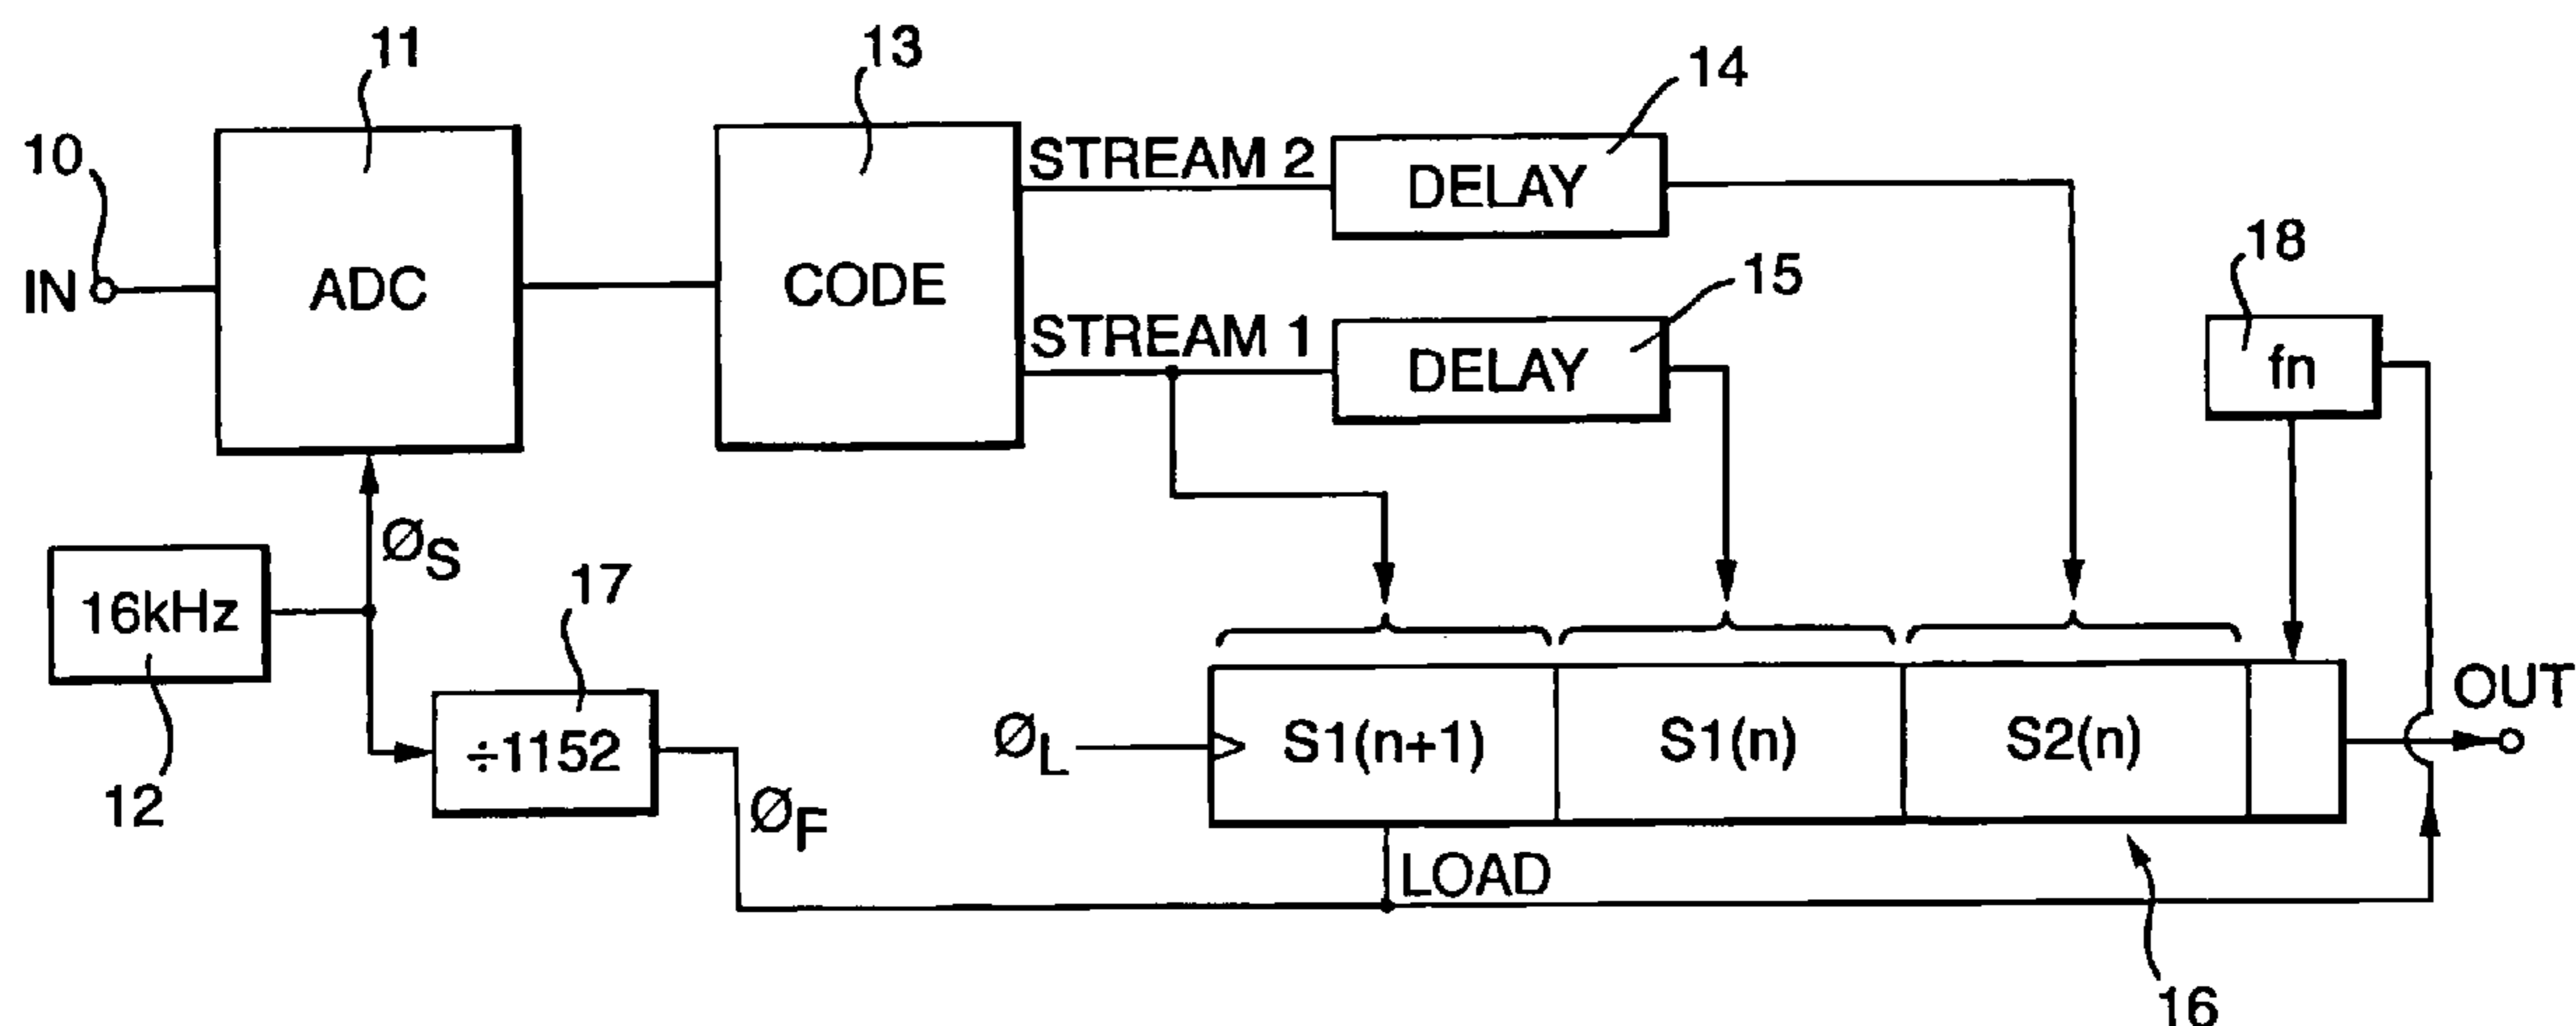 11
13
14
10
STREAM 2
DELAY
18
IN
ADC
CODE
15
STREAM 1
DELAY
fn
ØS
16kHz
17
OUT
÷1152
ØL
S1(n+1)
S1(n)
S2(n)
12
ØF
LOAD
16